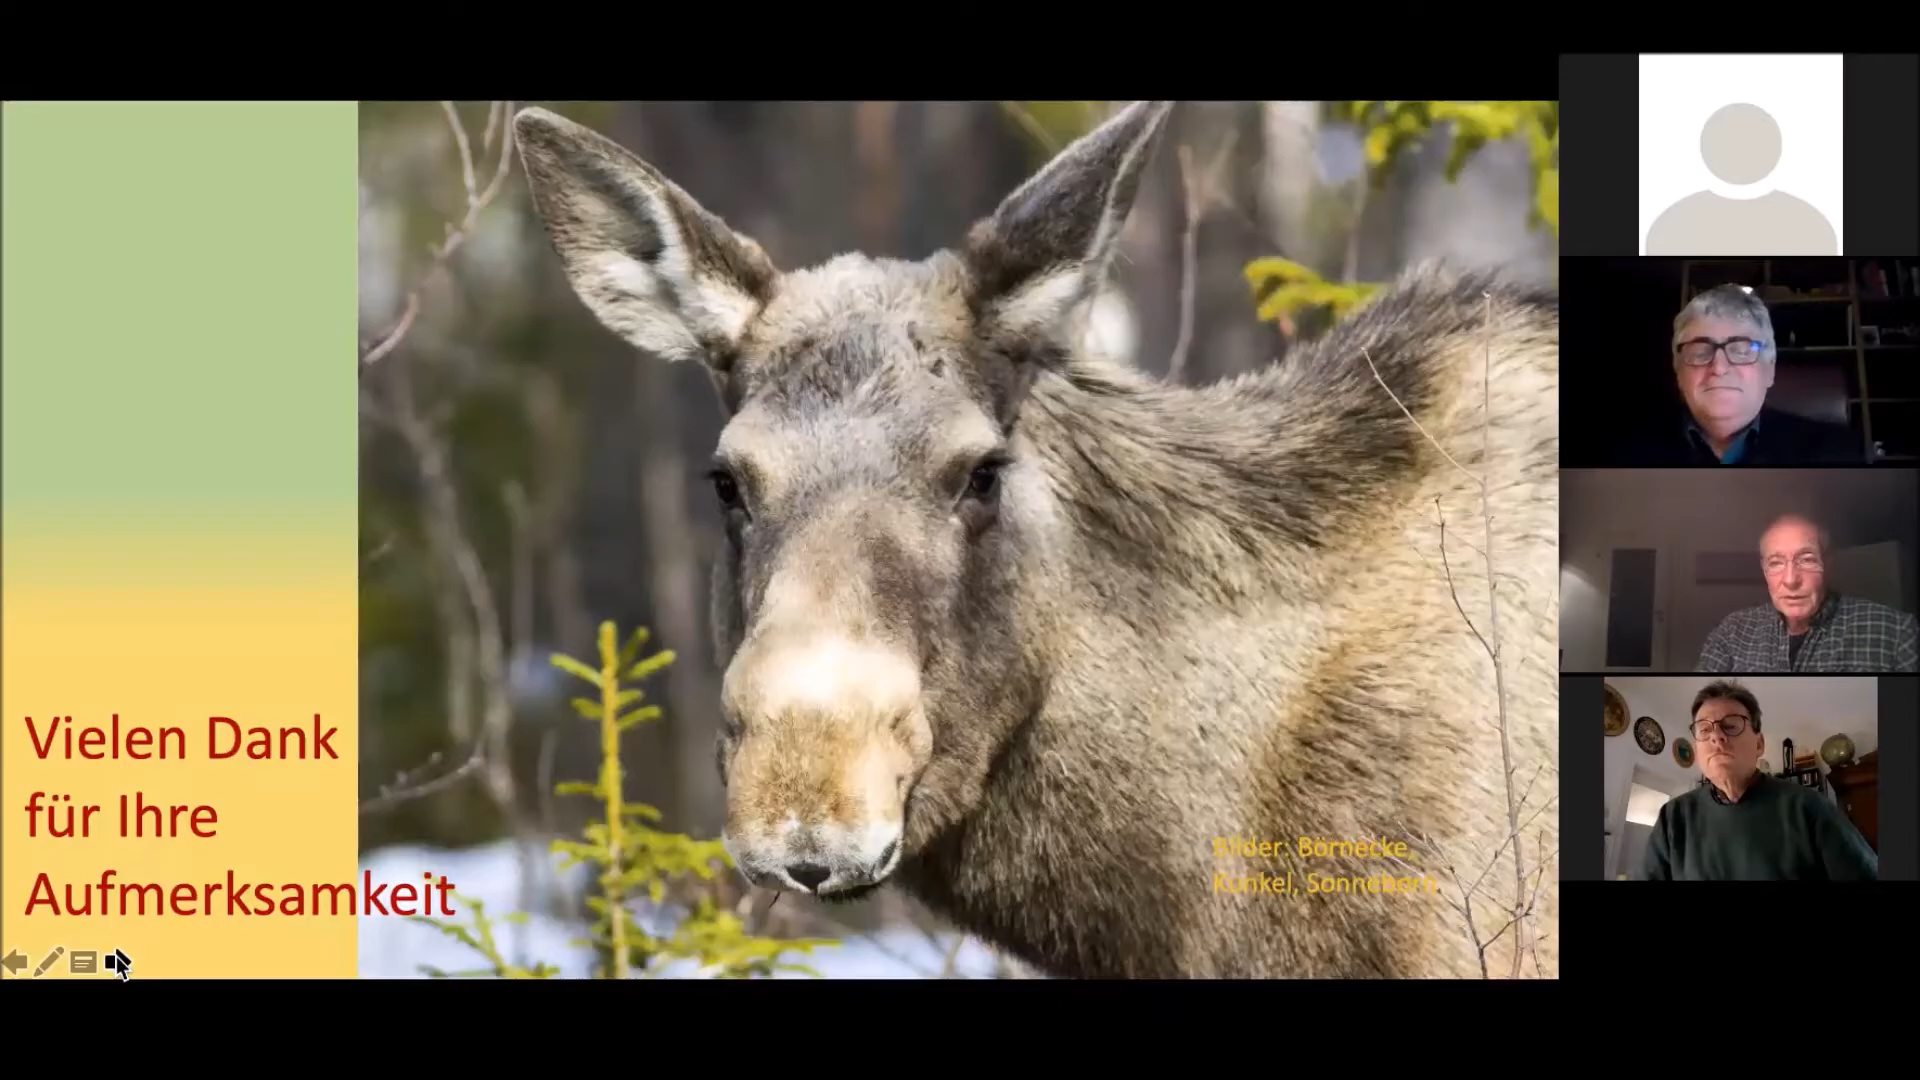 Vielen Dank
für Ihre
Aufmerksamkeit
Bilder: Börnecke,
Kunkel, Sonneborn